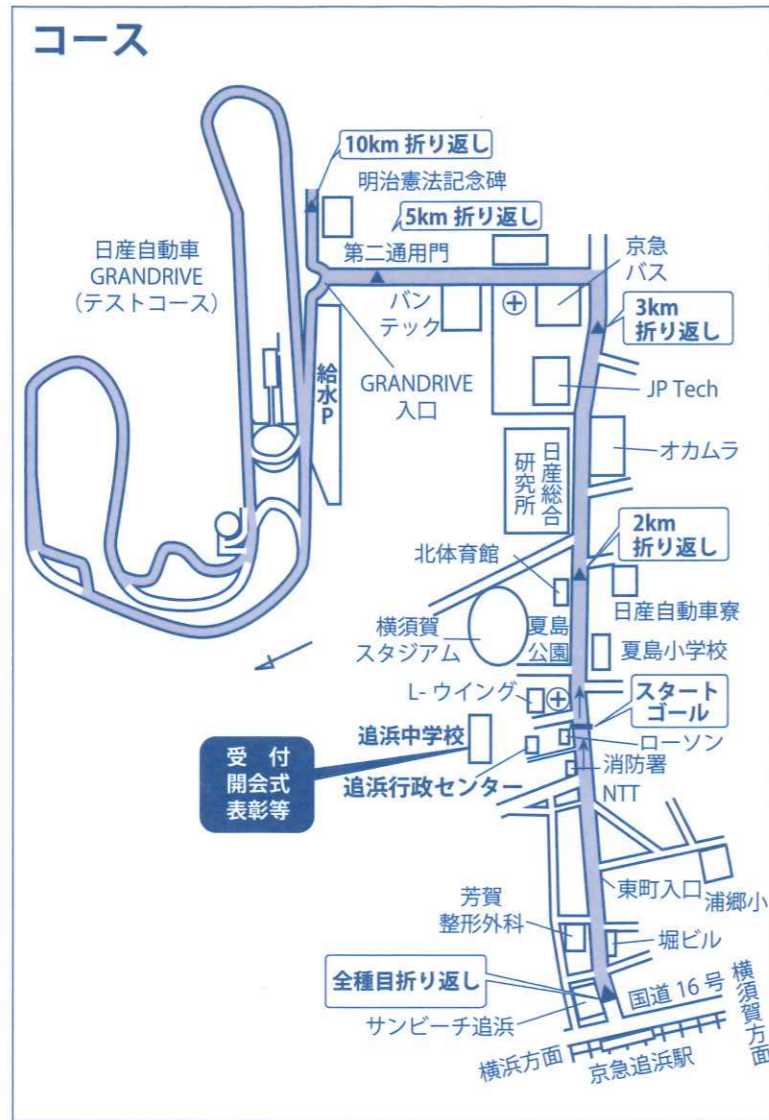 コース
10km 折り返し
明治憲法記念碑
5km 折り返し
日産自動車
GRANDRIVE
（テストコース）
第二通用門
京急
バス
バン
テック
3km
折り返し
給水P
GRANDRIVE
入口
JP Tech
オカムラ
日産総合
研究所
2km
折り返し
北体育館
日産自動車寮
横須賀
スタジアム
夏島
公園
夏島小学校
L- ウイング
スタート
ゴール
追浜中学校
ローソン
受　付
開会式
表彰等
追浜行政センター
消防署
NTT
東町入口
浦郷小
芳賀
整形外科
堀ビル
全種目折り返し
国道 16 号
サンビーチ追浜
横須賀方面
横浜方面
京急追浜駅